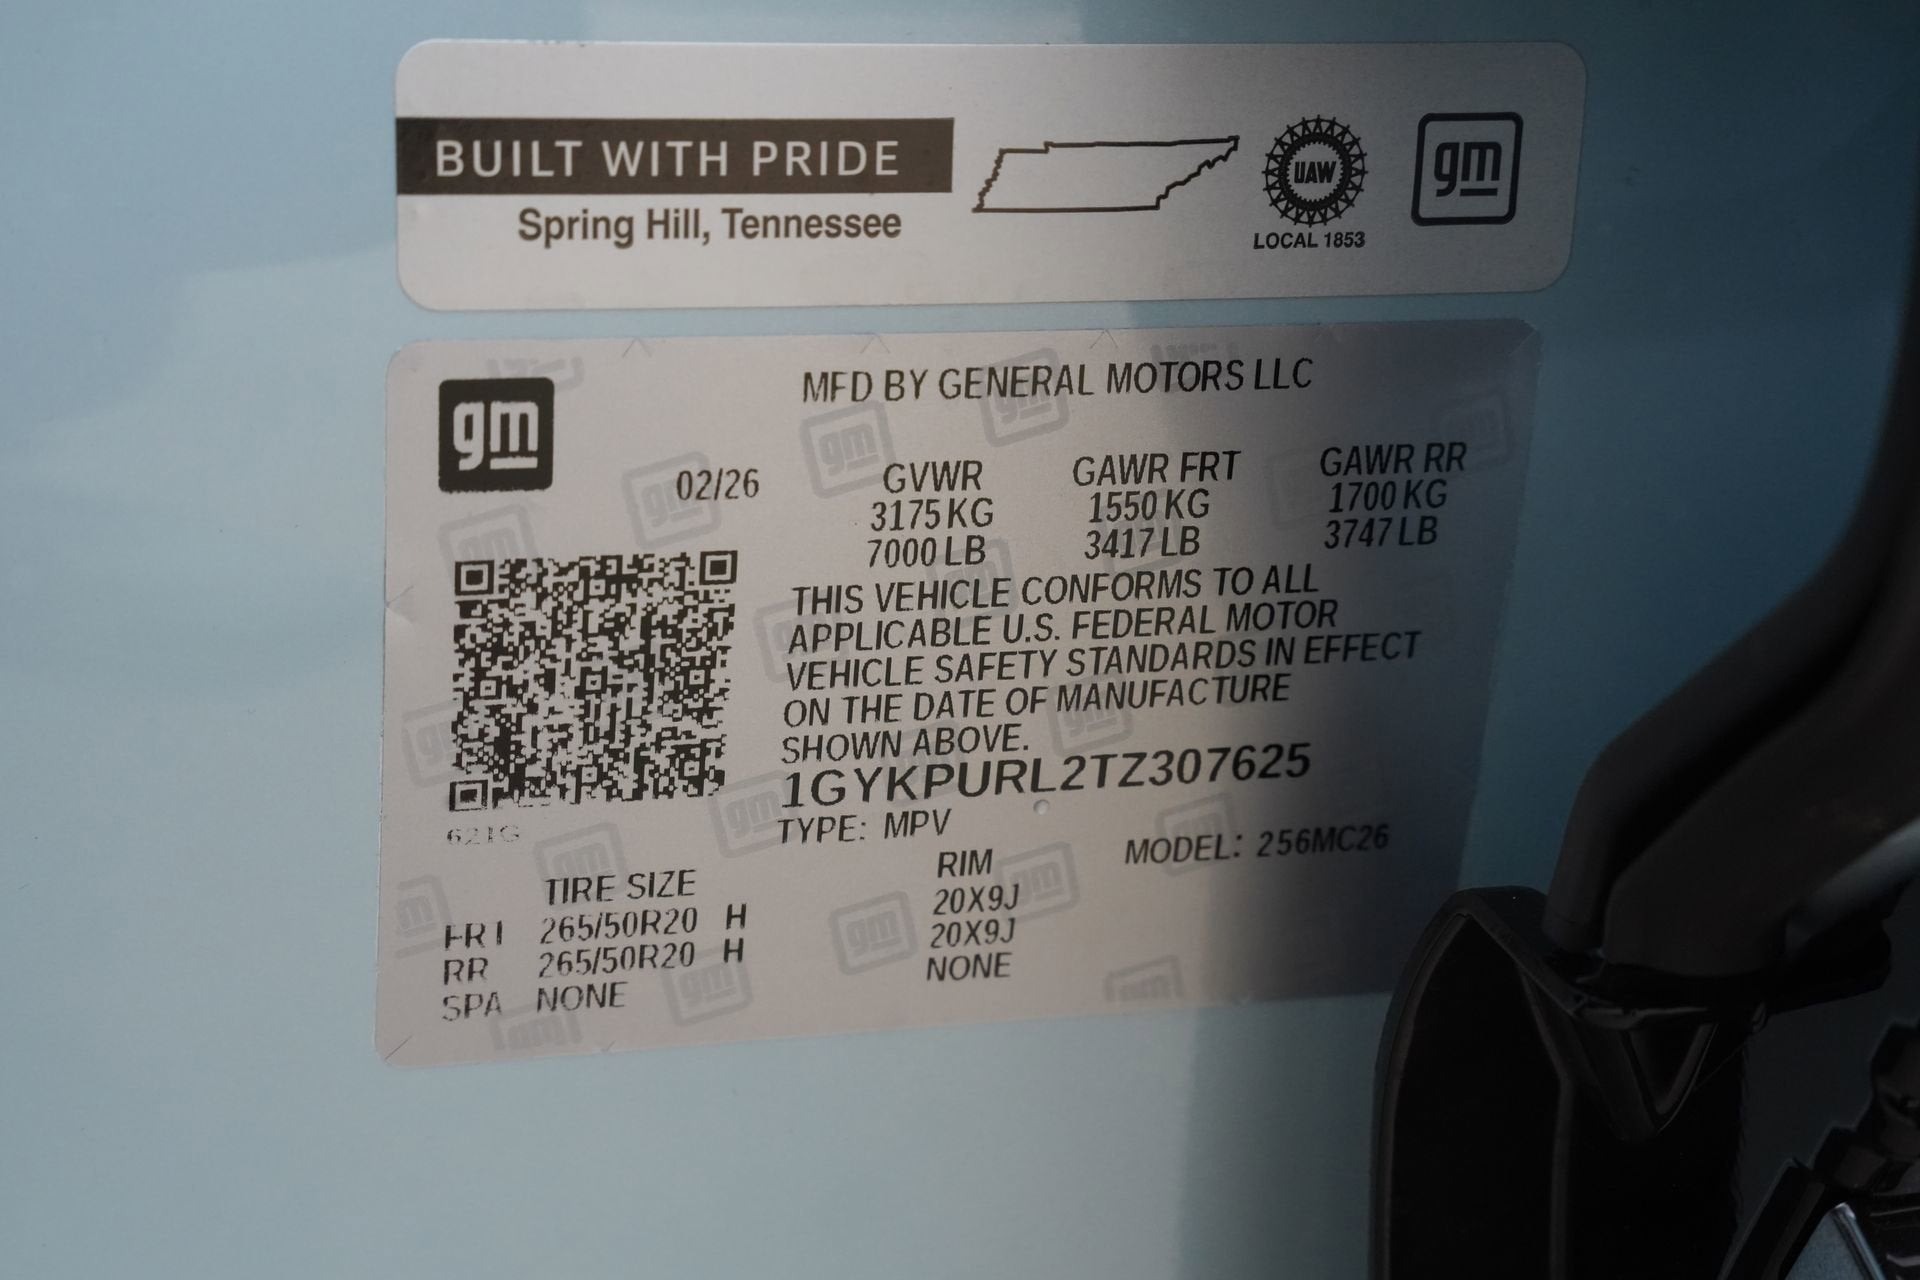 BUILT WITH PRIDE
Spring Hill, Tennessee
UAW
LOCAL 1853
gm
gm
MFD BY GENERAL MOTORS LLC
02/26 GVWR GAWR FRT GAWR RR
3175 KG 1550 KG 1700 KG
7000 LB 3417 LB 3747 LB
THIS VEHICLE CONFORMS TO ALL
APPLICABLE U.S. FEDERAL MOTOR
VEHICLE SAFETY STANDARDS IN EFFECT
ON THE DATE OF MANUFACTURE
SHOWN ABOVE.
1GYKPURL2TZ307625
621G
TYPE: MPV MODEL: 256MC26
TIRE SIZE RIM
FRT 265/50R20 H 20X9J
RR 265/50R20 H 20X9J
SPA NONE NONE